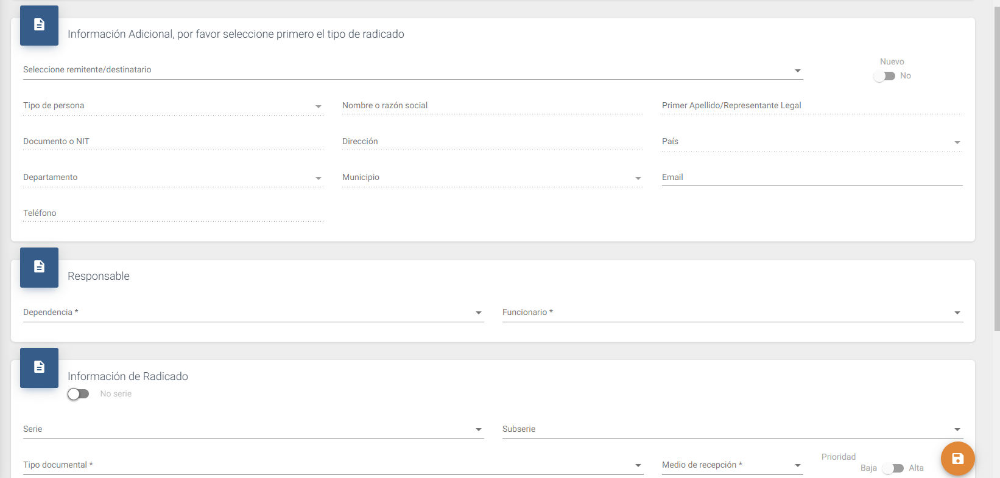 Información Adicional, por favor seleccione primero el tipo de radicado
Seleccione remitente/destinatario
Nuevo
No
Tipo de persona
Nombre o razón social
Primer Apellido/Representante Legal
Documento o NIT
Dirección
País
Departamento
Municipio
Email
Teléfono
Responsable
Dependencia *
Funcionario *
Información de Radicado
No serie
Serie
Subserie
Tipo documental *
Medio de recepción *
Prioridad
Baja
Alta